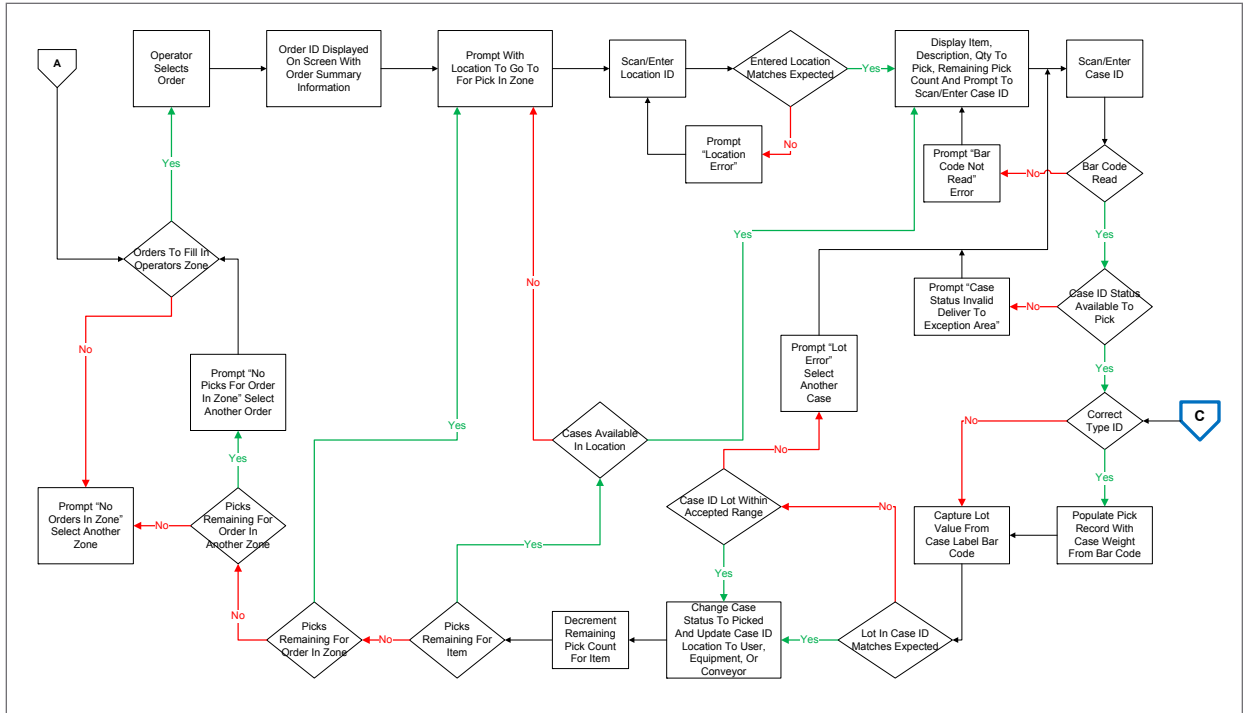 A
Operator
Selects
Order
Order ID Displayed
On Screen With
Order Summary
Information
Prompt With
Location To Go To
For Pick In Zone
Scan/Enter
Location ID
Entered Location
Matches Expected
Yes
Display Item,
Description, Qty To
Pick, Remaining Pick
Count And Prompt To
Scan/Enter Case ID
Scan/Enter
Case ID
No
Prompt
“Location
Error”
Prompt “Bar
Code Not
Read”
Error
No
Bar Code
Read
Yes
Yes
Orders To Fill In
Operators Zone
Yes
No
Prompt “Case
Status Invalid
Deliver To
Exception Area”
No
Case ID Status
Available To
Pick
Yes
No
Prompt “No
Picks For Order
In Zone” Select
Another Order
Yes
Prompt “Lot
Error”
Select
Another
Case
No
Cases Available
In Location
Correct
Type ID
C
No
Yes
Yes
Prompt “No
Orders In Zone”
Select Another
Zone
No
Picks
Remaining For
Order In
Another Zone
Yes
No
Case ID Lot Within
Accepted Range
No
Capture Lot
Value From
Case Label Bar
Code
Populate Pick
Record With
Case Weight
From Bar Code
Yes
No
Picks
Remaining For
Order In Zone
No
Picks
Remaining For
Item
Decrement
Remaining
Pick Count
For Item
Change Case
Status To Picked
And Update Case ID
Location To User,
Equipment, Or
Conveyor
Yes
Lot In Case ID
Matches Expected